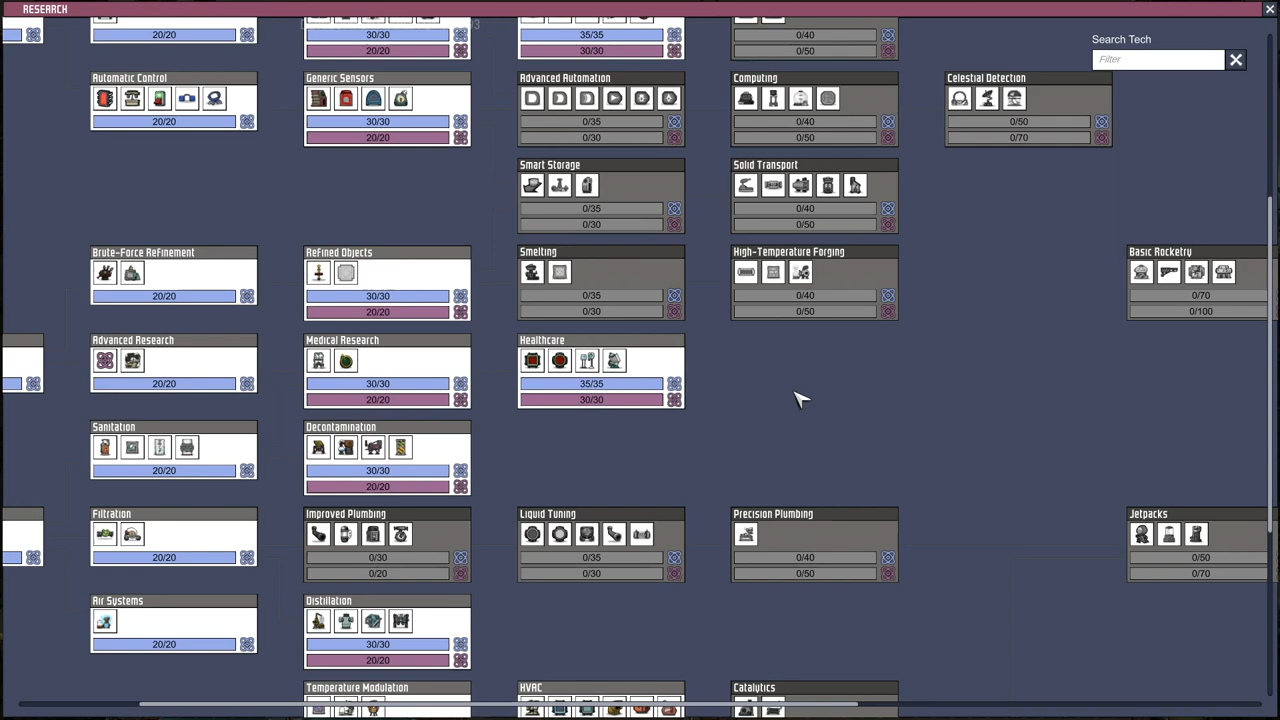 RESEARCH
Search Tech
Filter
20/20 30/30 35/35 0/40
20/20 30/30
Automatic Control Generic Sensors Advanced Automation Computing Celestial Detection
20/20 30/30 0/35 0/40 0/50
20/20 0/30 0/50 0/70
Smart Storage Solid Transport
0/35 0/40
0/30 0/50
Brute-Force Refinement Refined Objects Smelting High-Temperature Forging Basic Rocketry
20/20 30/30 0/35 0/40 0/70
20/20 0/30 0/50 0/100
Advanced Research Medical Research Healthcare
20/20 30/30 35/35
20/20 30/30
Sanitation Decontamination
20/20 30/30
20/20
Filtration Improved Plumbing Liquid Tuning Precision Plumbing Jetpacks
20/20 0/30 0/35 0/40 0/50
0/20 0/30 0/50 0/70
Air Systems Distillation
20/20 30/30
20/20
Temperature Modulation HVAC Catalytics